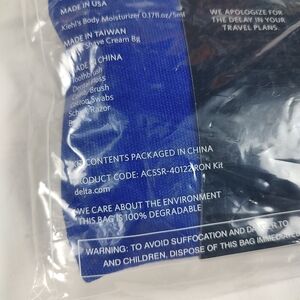 MADE IN USA
Kiehl's Body Moisturizer 0.17fl.oz/5ml
MADE IN TAIWAN
Shave Cream 8g
IN CHINA
Toothbrush
Brush
Swabs
Razor
CONTENTS PACKAGED IN CHINA
PRODUCT CODE: Kit
delta.com
WE CARE ABOUT THE ENVIRONMENT
THIS BAG IS 100% DEGRADABLE
WE APOLOGIZE FOR
THE DELAY IN YOUR
TRAVEL PLANS.
WARNING: TO AVOID SUFFOCATION AND DANGER TO
AND CHILDREN, DISPOSE OF THIS BAG